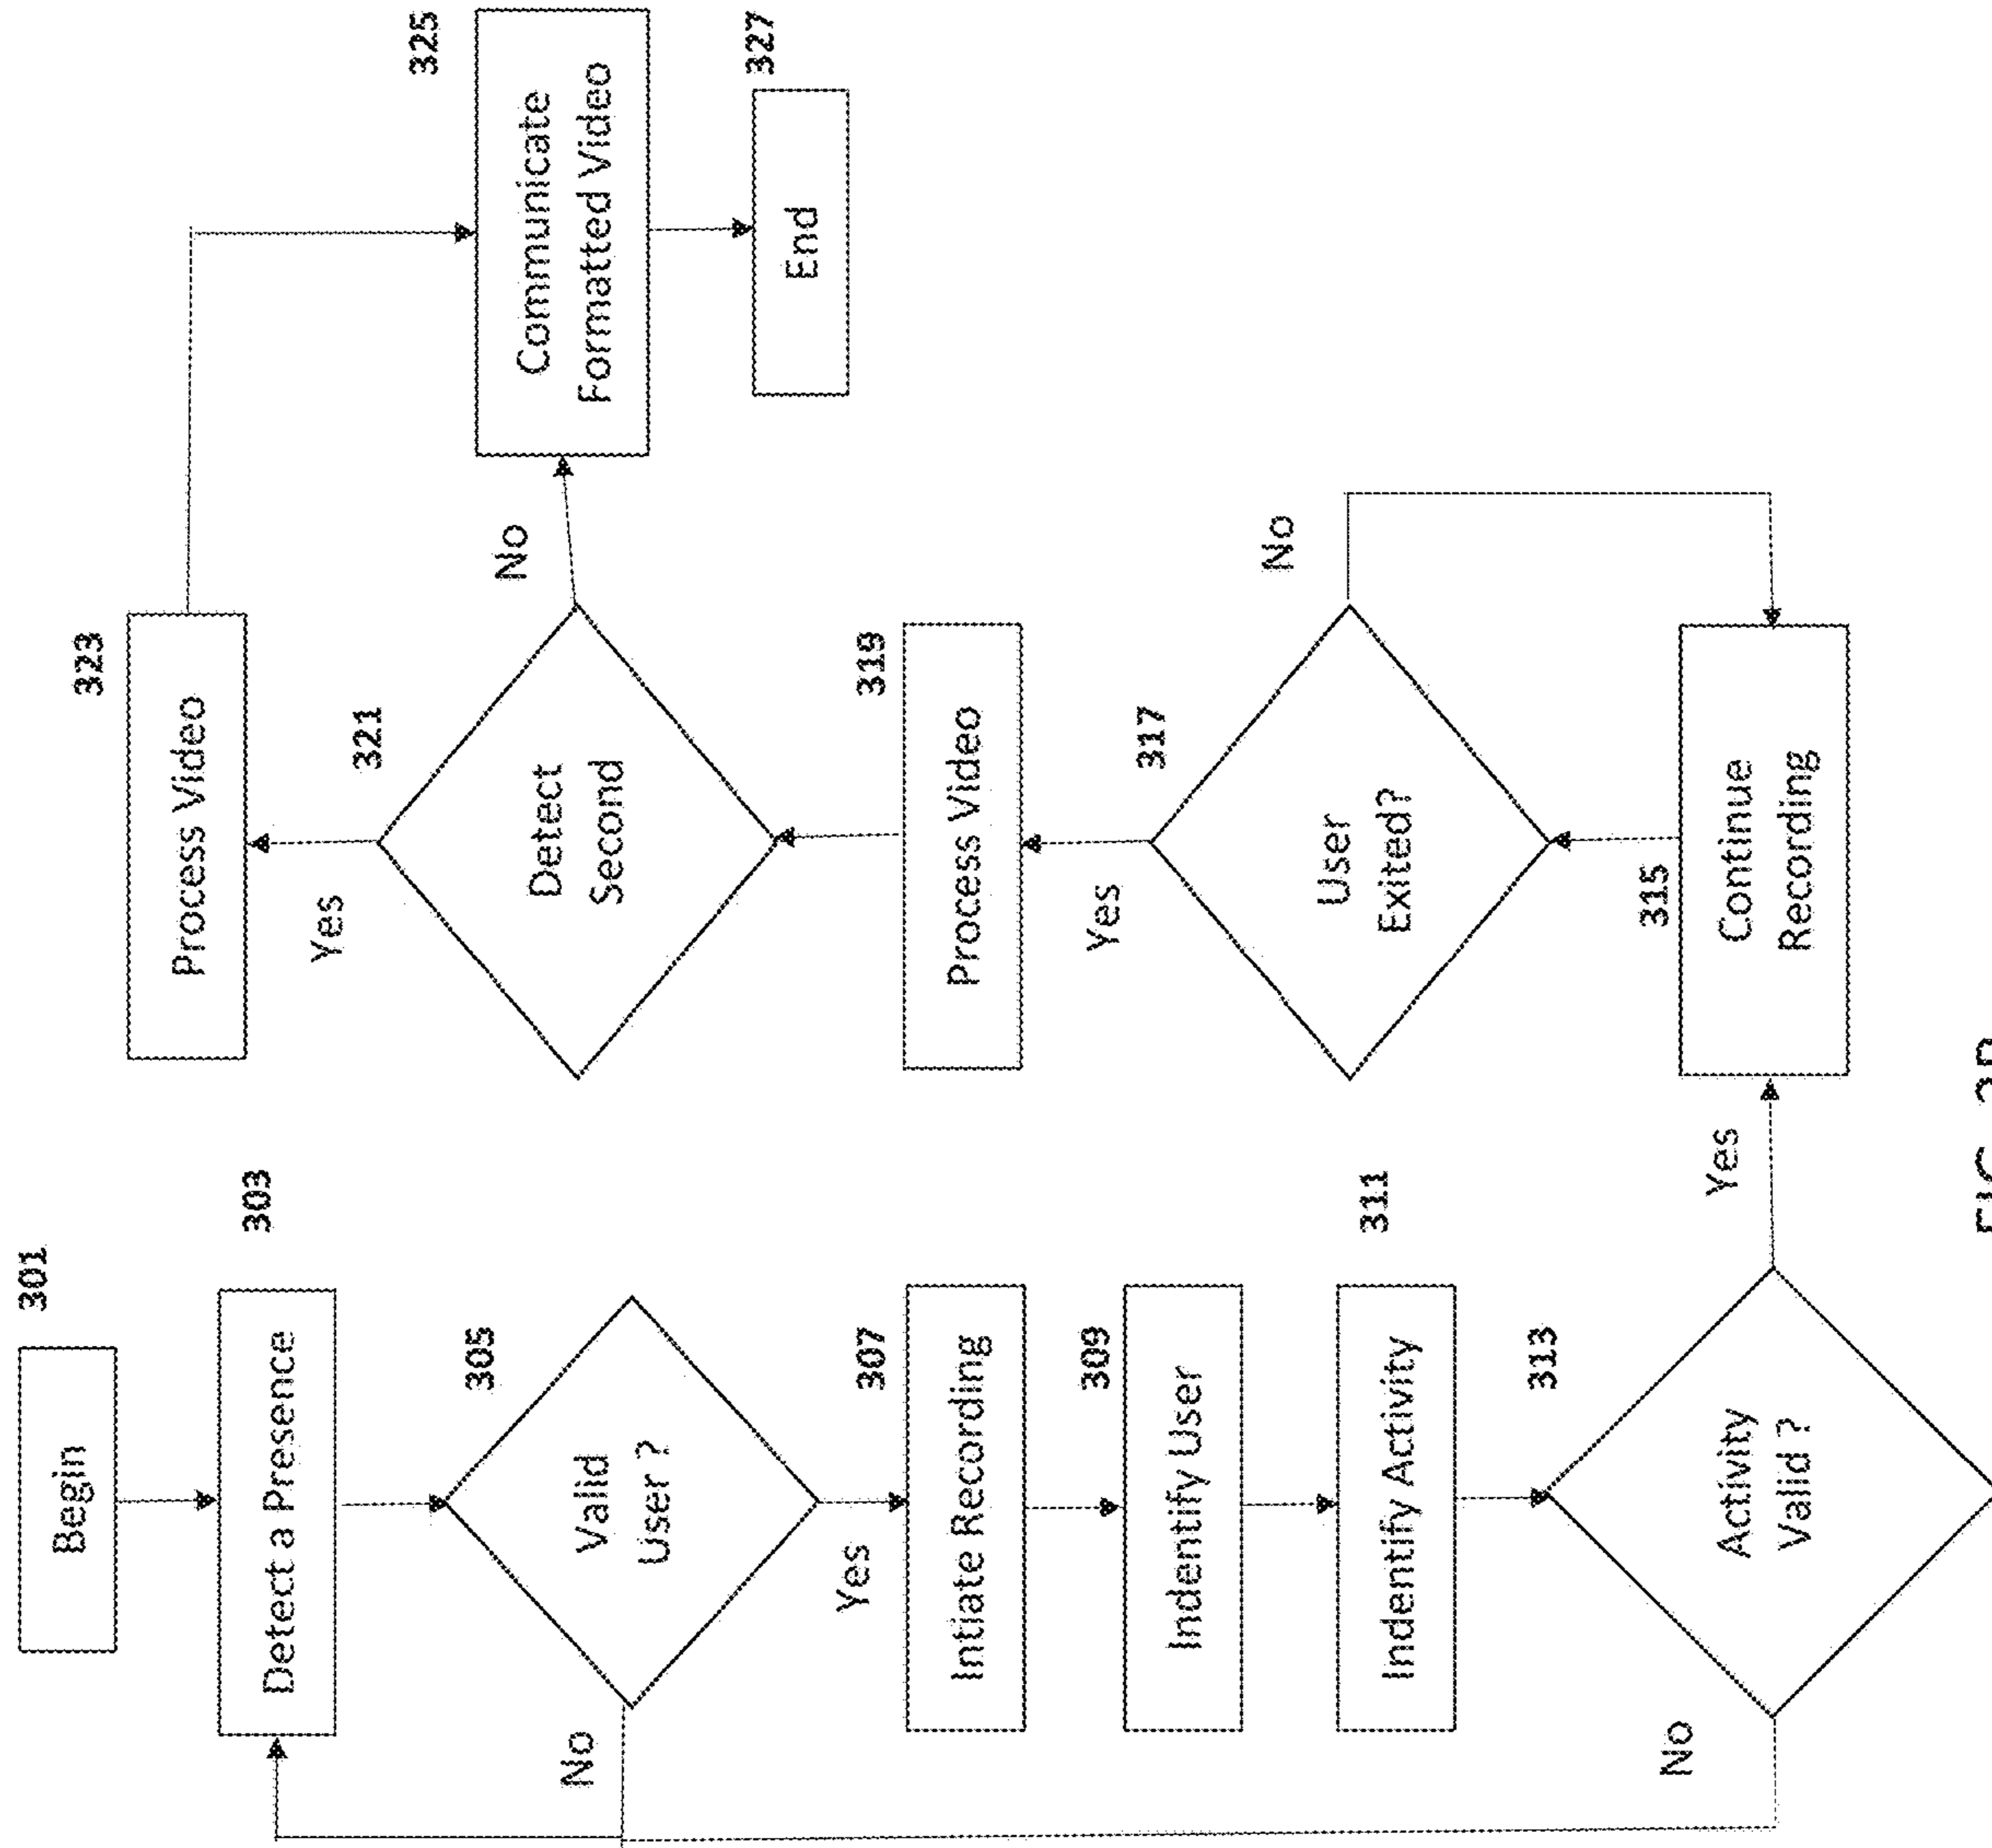 301
Begin
303
Detect a Presence
305
Valid
User ?
No
Yes
307
Intiate Recording
309
Indentify User
311
Indentify Activity
313
Activity
Valid ?
No
Yes
315
Continue
Recording
317
User
Exited?
No
Yes
319
Process Video
321
Detect
Second
Yes
No
323
Process Video
325
Communicate
Formatted Video
327
End